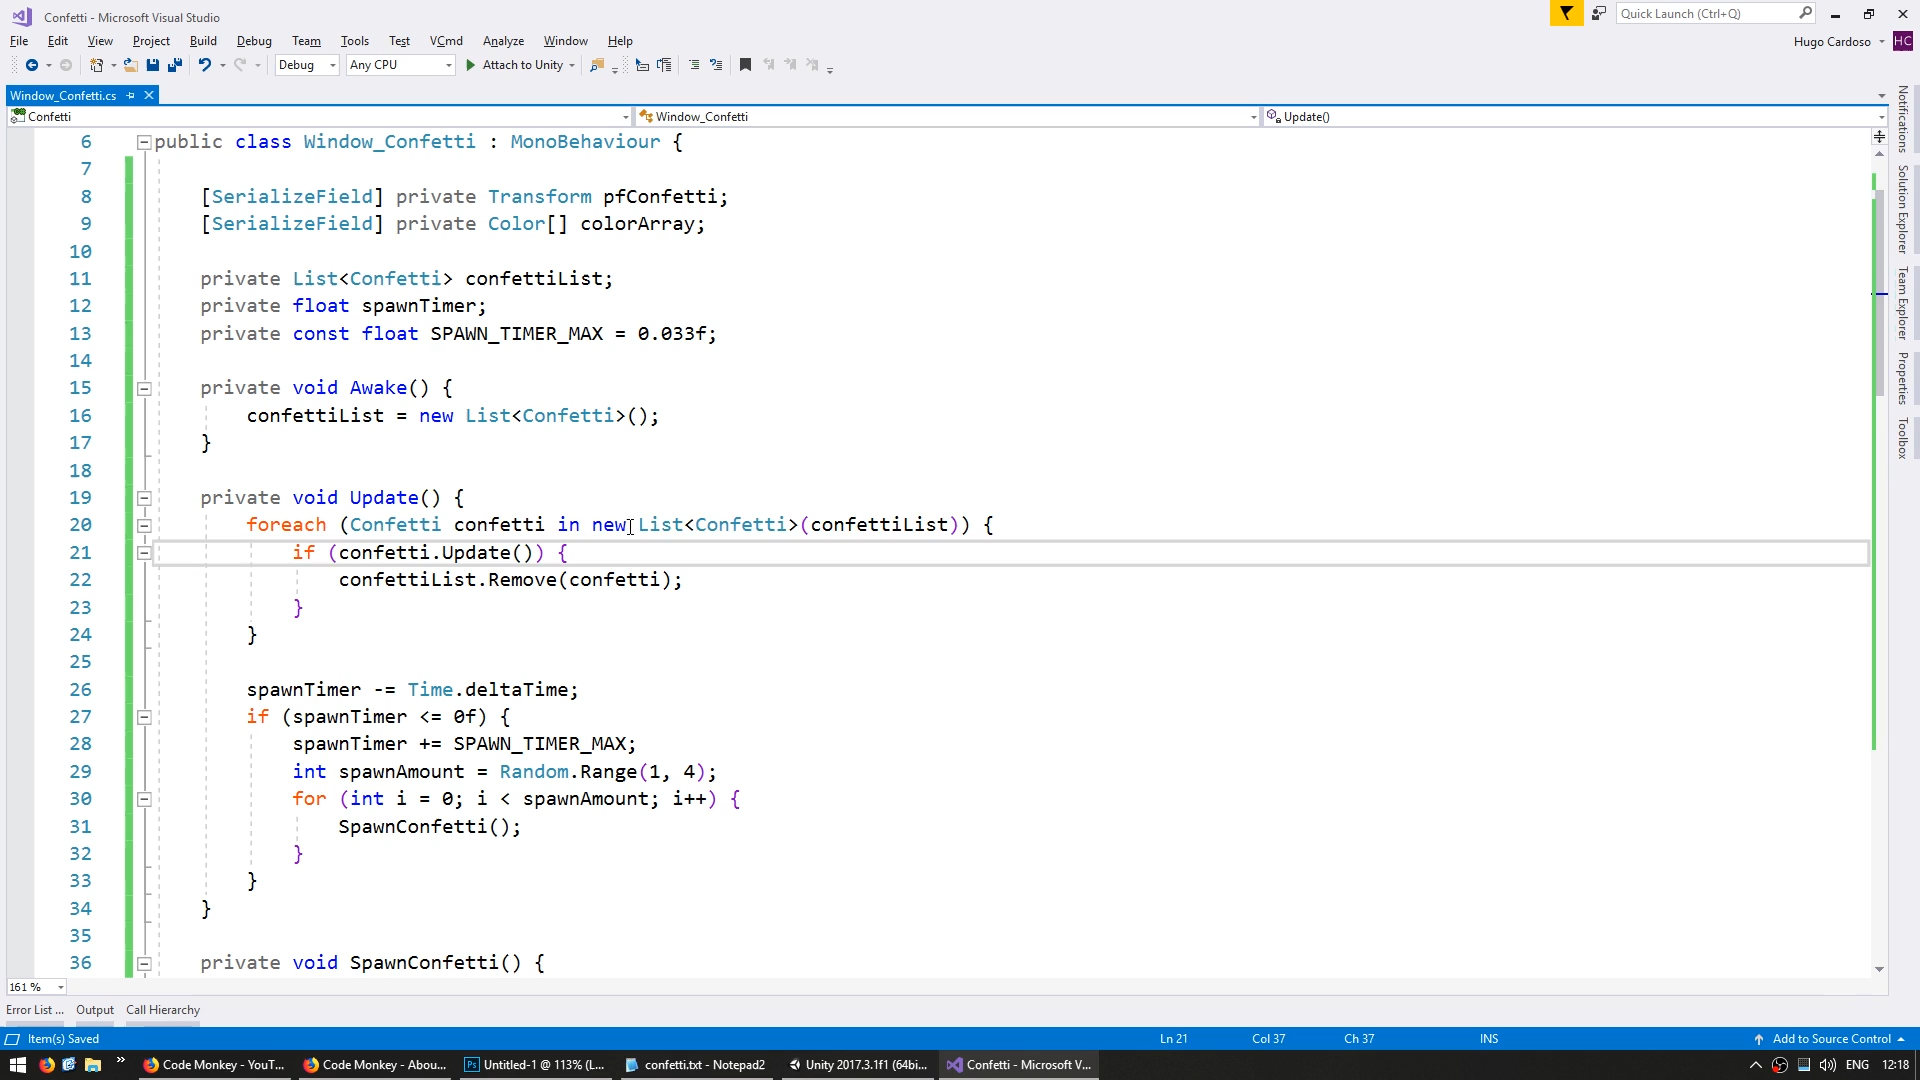 Confetti - Microsoft Visual Studio
Quick Launch (Ctrl+Q)
File Edit View Project Build Debug Team Tools Test VCmd Analyze Window Help
Hugo Cardoso HC
Debug Any CPU Attach to Unity
Window_Confetti.cs
Confetti Window_Confetti Update()
6 public class Window_Confetti : MonoBehaviour {
7
8 [SerializeField] private Transform pfConfetti;
9 [SerializeField] private Color[] colorArray;
10
11 private List<Confetti> confettiList;
12 private float spawnTimer;
13 private const float SPAWN_TIMER_MAX = 0.033f;
14
15 private void Awake() {
16 confettiList = new List<Confetti>();
17 }
18
19 private void Update() {
20 foreach (Confetti confetti in new List<Confetti>(confettiList)) {
21 if (confetti.Update()) {
22 confettiList.Remove(confetti);
23 }
24 }
25
26 spawnTimer -= Time.deltaTime;
27 if (spawnTimer <= 0f) {
28 spawnTimer += SPAWN_TIMER_MAX;
29 int spawnAmount = Random.Range(1, 4);
30 for (int i = 0; i < spawnAmount; i++) {
31 SpawnConfetti();
32 }
33 }
34 }
35
36 private void SpawnConfetti() {
Notifications
Solution Explorer
Team Explorer
Properties
Toolbox
161 %
Error List ... Output Call Hierarchy
Item(s) Saved Ln 21 Col 37 Ch 37 INS Add to Source Control
Code Monkey - YouT... Code Monkey - Abou... Ps Untitled-1 @ 113% (L... confetti.txt - Notepad2 Unity 2017.3.1f1 (64bi... Confetti - Microsoft V... ENG 12:18